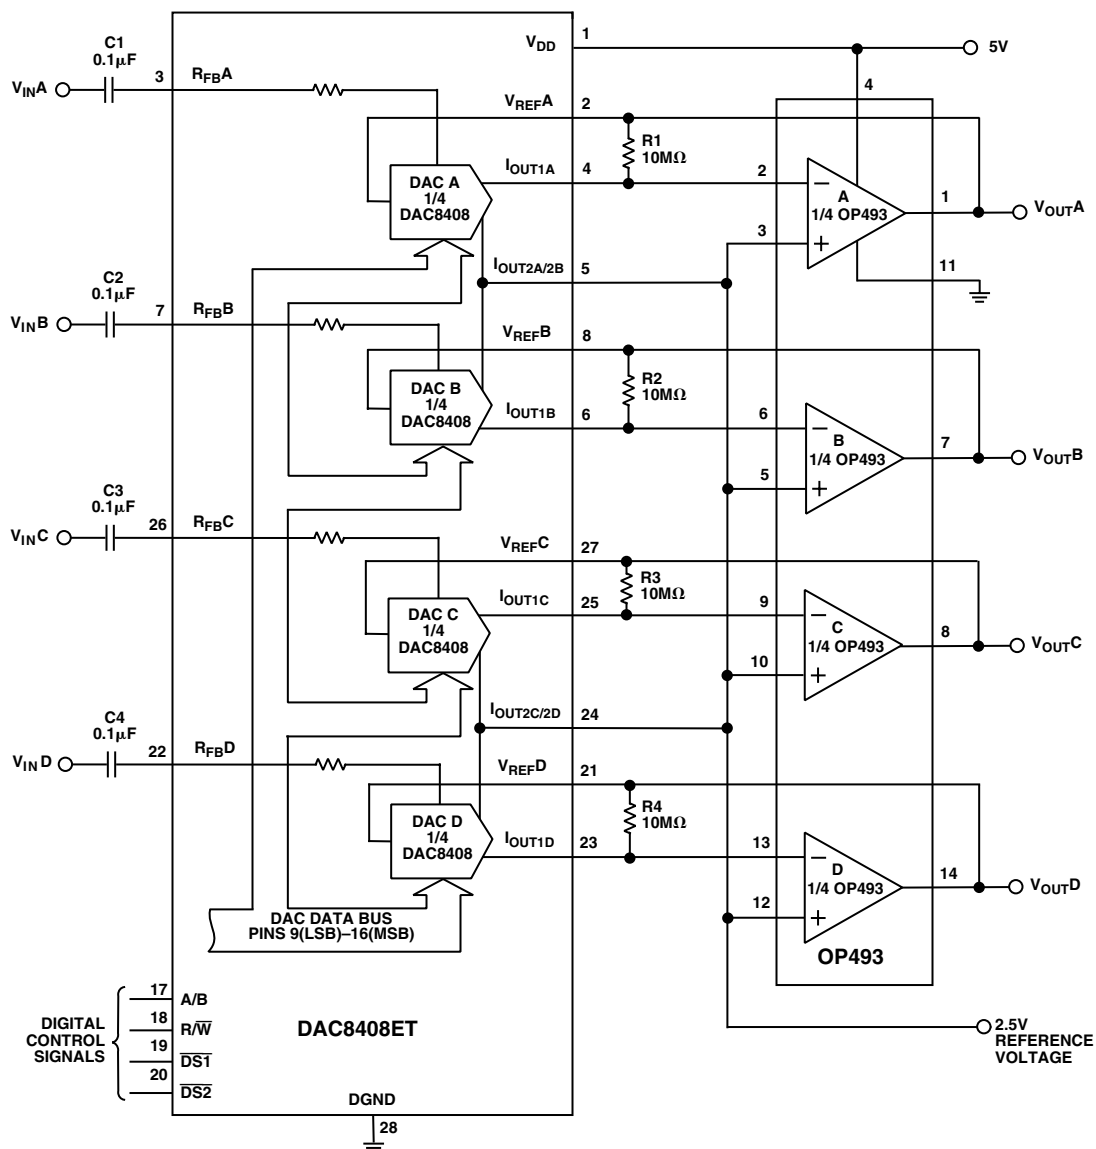 C1
0.1µF
VINA
3
RFBA
VDD
1
5V
4
VREFA
2
R1
10MΩ
IOUT1A
4
DAC A
1/4
DAC8408
2
−
A
1/4 OP493
1
VOUTA
3
+
11
IOUT2A/2B
5
C2
0.1µF
VINB
7
RFBB
VREFB
8
R2
10MΩ
DAC B
1/4
DAC8408
IOUT1B
6
6
−
B
1/4 OP493
7
VOUTB
5
+
C3
0.1µF
VINC
26
RFBC
VREFC
27
R3
10MΩ
IOUT1C
25
DAC C
1/4
DAC8408
9
−
C
1/4 OP493
8
VOUTC
10
+
IOUT2C/2D
24
C4
0.1µF
VIND
22
RFBD
VREFD
21
R4
10MΩ
DAC D
1/4
DAC8408
IOUT1D
23
13
−
D
1/4 OP493
14
VOUTD
12
+
OP493
DAC DATA BUS
PINS 9(LSB)–16(MSB)
DIGITAL
CONTROL
SIGNALS
17
A/B
18
R/W̅
19
D̅S̅1̅
20
D̅S̅2̅
DAC8408ET
2.5V
REFERENCE
VOLTAGE
DGND
28